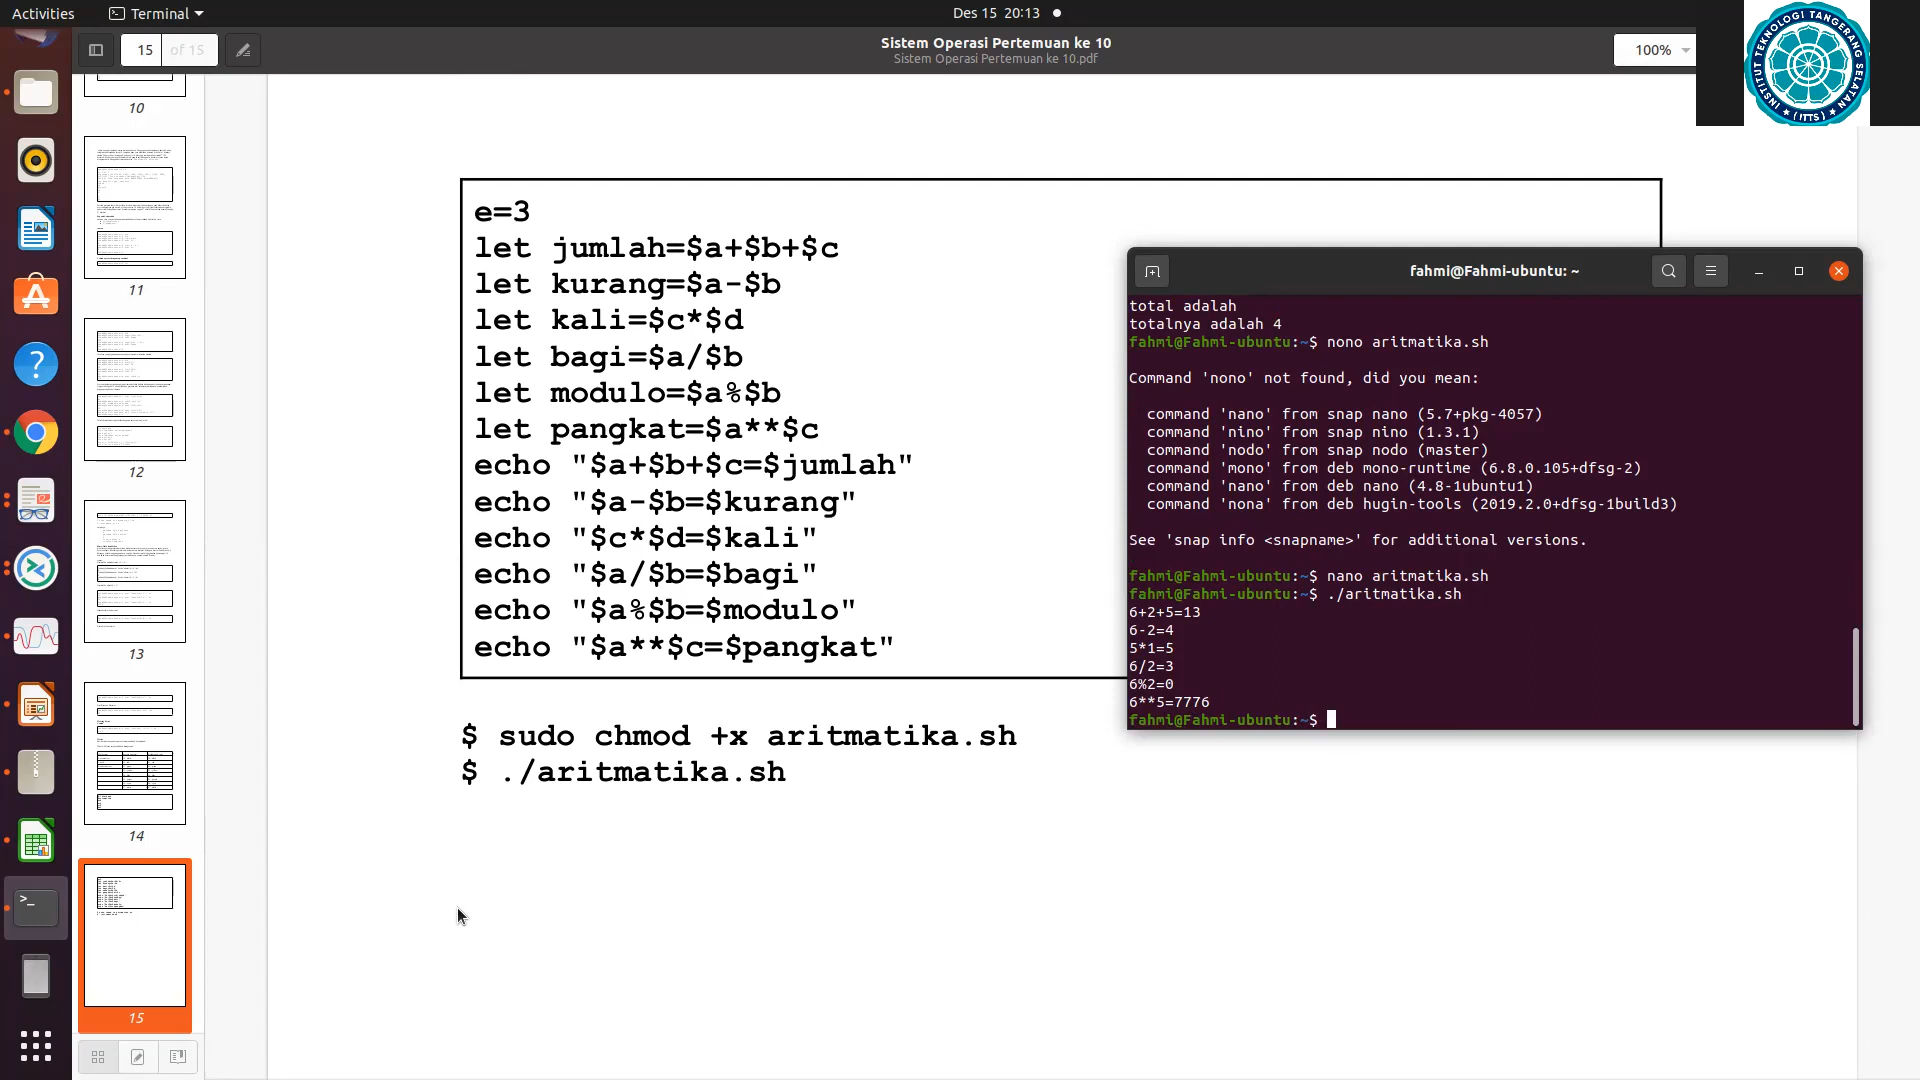 Activities
Terminal
Des 15 20:13
15 of 15
Sistem Operasi Pertemuan ke 10
Sistem Operasi Pertemuan ke 10.pdf
100%
INSTITUT TEKNOLOGI TANGERANG SELATAN
(ITTS)
10
11
12
13
14
15
e=3
let jumlah=$a+$b+$c
let kurang=$a-$b
let kali=$c*$d
let bagi=$a/$b
let modulo=$a%$b
let pangkat=$a**$c
echo "$a+$b+$c=$jumlah"
echo "$a-$b=$kurang"
echo "$c*$d=$kali"
echo "$a/$b=$bagi"
echo "$a%$b=$modulo"
echo "$a**$c=$pangkat"
$ sudo chmod +x aritmatika.sh
$ ./aritmatika.sh
fahmi@Fahmi-ubuntu: ~
total adalah
totalnya adalah 4
fahmi@Fahmi-ubuntu:~$ nono aritmatika.sh
Command 'nono' not found, did you mean:
command 'nano' from snap nano (5.7+pkg-4057)
command 'nino' from snap nino (1.3.1)
command 'nodo' from snap nodo (master)
command 'mono' from deb mono-runtime (6.8.0.105+dfsg-2)
command 'nano' from deb nano (4.8-1ubuntu1)
command 'nona' from deb hugin-tools (2019.2.0+dfsg-1build3)
See 'snap info <snapname>' for additional versions.
fahmi@Fahmi-ubuntu:~$ nano aritmatika.sh
fahmi@Fahmi-ubuntu:~$ ./aritmatika.sh
6+2+5=13
6-2=4
5*1=5
6/2=3
6%2=0
6**5=7776
fahmi@Fahmi-ubuntu:~$